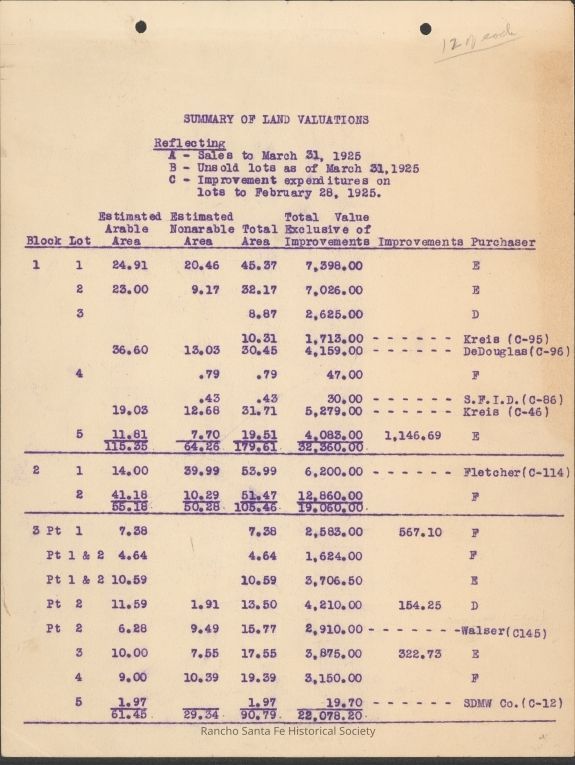 12 of each
SUMMARY OF LAND VALUATIONS
Reflecting
A - Sales to March 31, 1925
B - Unsold lots as of March 31,1925
C - Improvement expenditures on
lots to February 28, 1925.
Estimated Estimated Total Value
Arable Nonarable Total Exclusive of
Block Lot Area Area Area Improvements Improvements Purchaser
1 1 24.91 20.46 45.37 7,398.00 E
2 23.00 9.17 32.17 7,026.00 E
3 8.87 2,625.00 D
10.31 1,713.00 - - - - - - Kreis (C-95)
36.60 13.03 30.45 4,159.00 - - - - - - DeDouglas(C-96)
4 .79 .79 47.00 F
.43 .43 30.00 - - - - - - S.F.I.D.(C-86)
19.03 12.68 31.71 5,279.00 - - - - - - Kreis (C-46)
5 11.81 7.70 19.51 4,083.00 1,146.69 E
115.35 64.26 179.61 32,360.00
2 1 14.00 39.99 53.99 6,200.00 - - - - - - Fletcher(C-114)
2 41.18 10.29 51.47 12,860.00 F
55.18 50.28 105.46 19,060.00
3 Pt 1 7.38 7.38 2,583.00 567.10 F
Pt 1 & 2 4.64 4.64 1,624.00 F
Pt 1 & 2 10.59 10.59 3,706.50 E
Pt 2 11.59 1.91 13.50 4,210.00 154.25 D
Pt 2 6.28 9.49 15.77 2,910.00 - - - - - - -Walser(C145)
3 10.00 7.55 17.55 3,875.00 322.73 E
4 9.00 10.39 19.39 3,150.00 F
5 1.97 1.97 19.70 - - - - - - SDMW Co.(C-12)
61.45 29.34 90.79 22,078.20
Rancho Santa Fe Historical Society